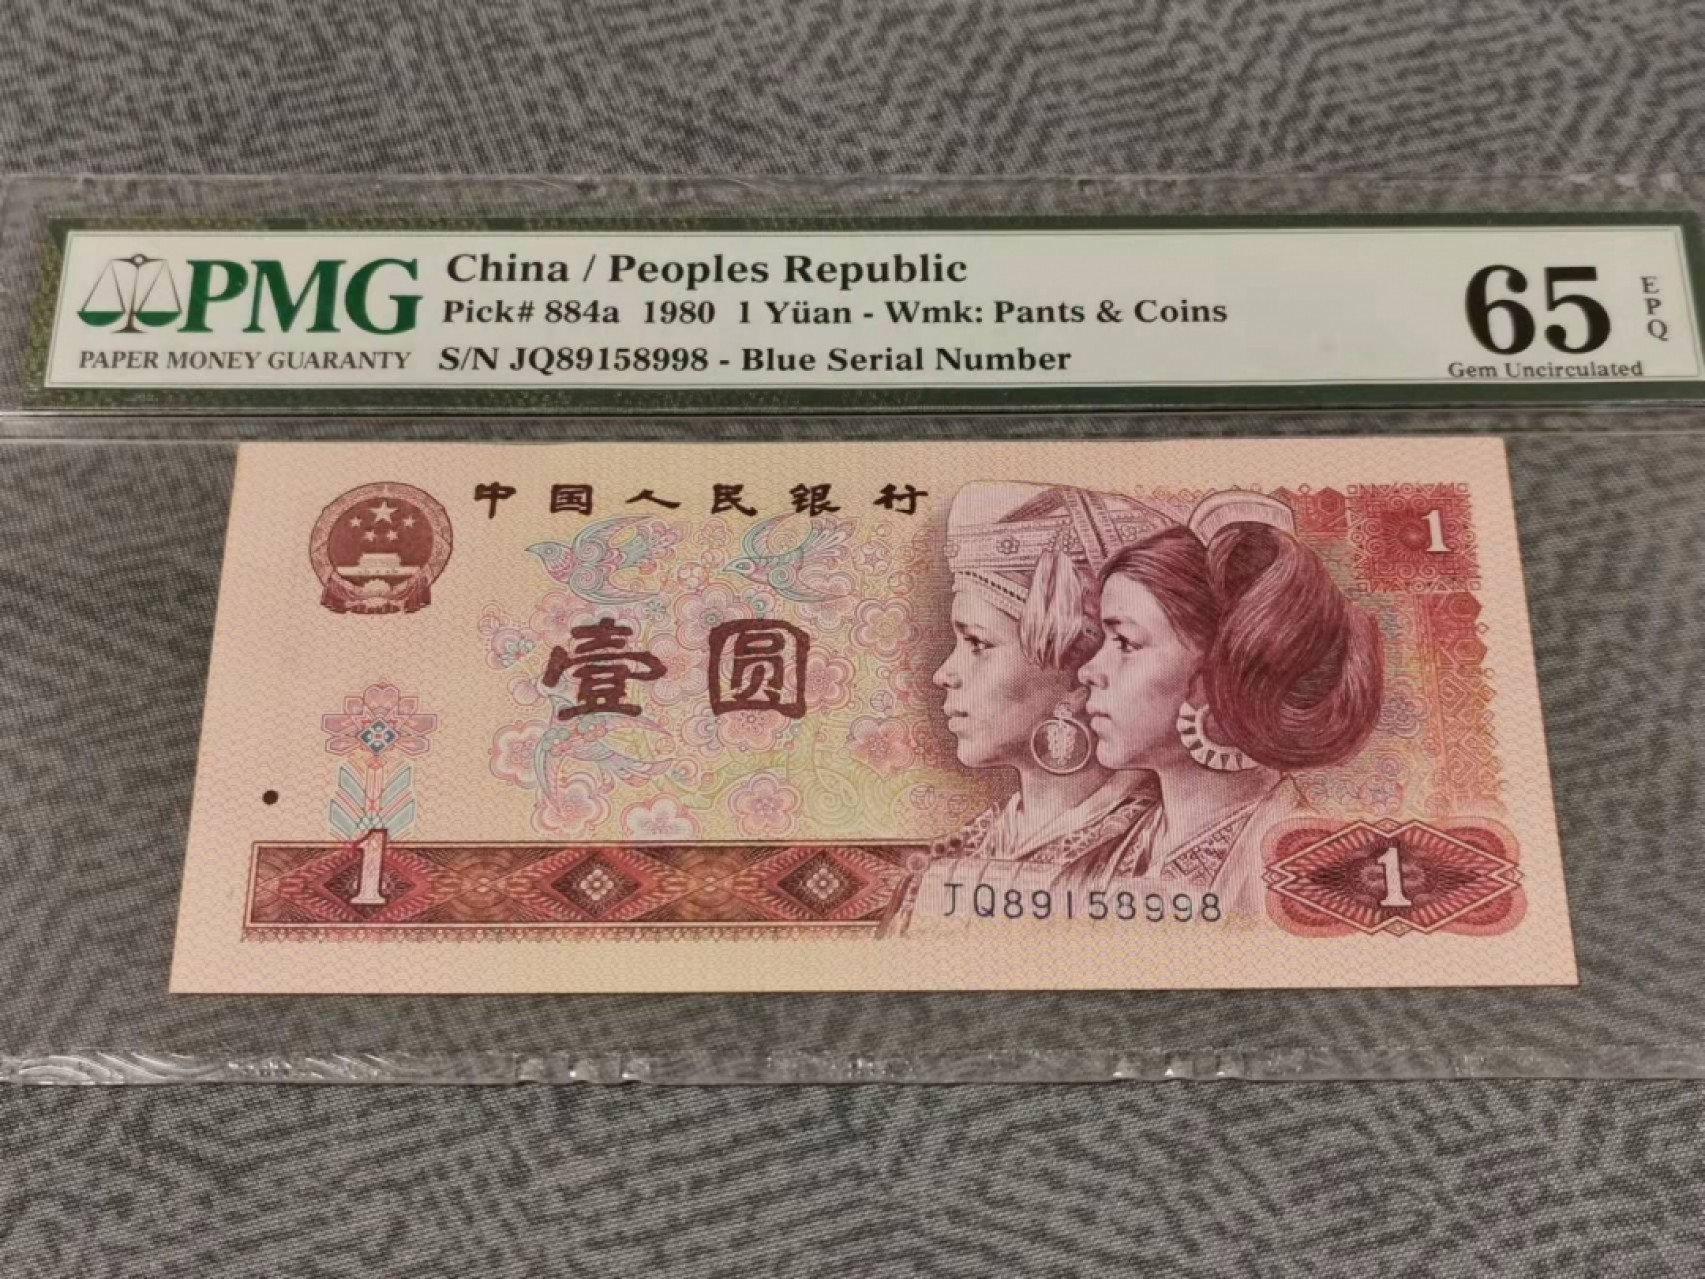 PMG
PAPER MONEY GUARANTY
China / Peoples Republic
Pick# 884a 1980 1 Yüan - Wmk: Pants & Coins
S/N JQ89158998 - Blue Serial Number
65
EPQ
Gem Uncirculated
中国人民银行
1
壹圆
1
JQ89158998
1